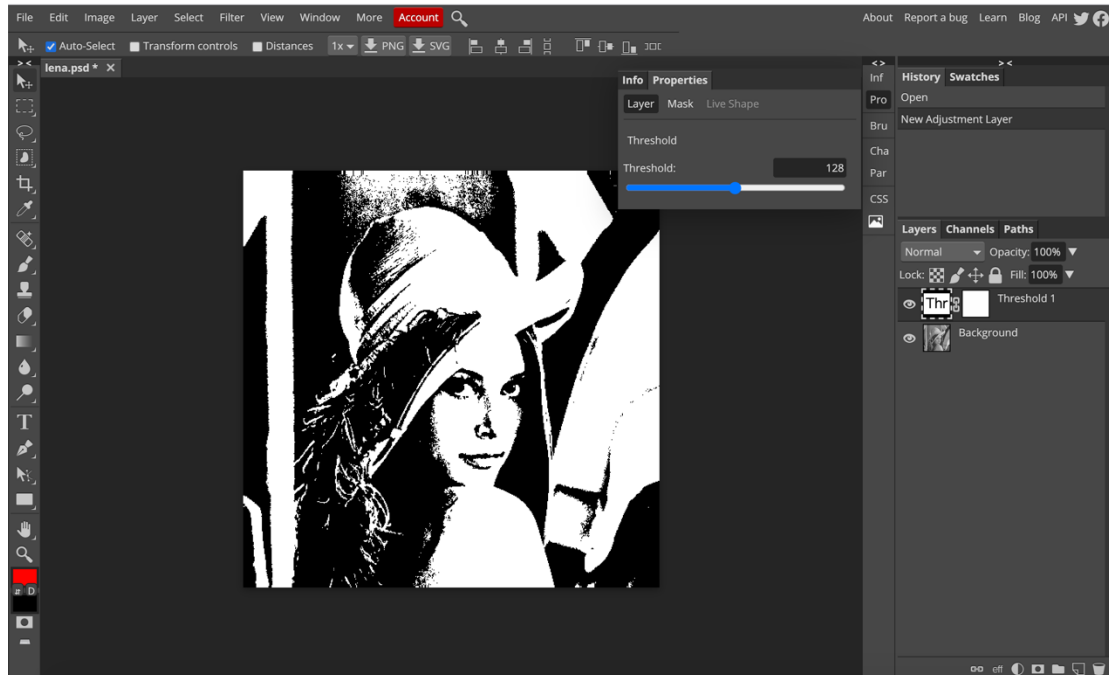 File Edit Image Layer Select Filter View Window More Account About Report a bug Learn Blog API
Auto-Select Transform controls Distances 1x PNG SVG
lena.psd *
Info Properties
Layer Mask Live Shape
Threshold
Threshold: 128
Inf
Pro
Bru
Cha
Par
CSS
History Swatches
Open
New Adjustment Layer
Layers Channels Paths
Normal Opacity: 100%
Lock: Fill: 100%
Thr Threshold 1
Background
T
D
eff